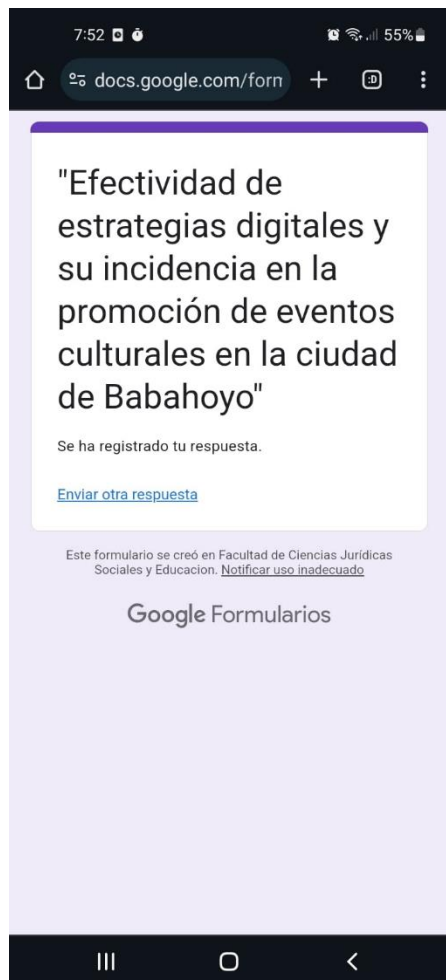 7:52
55%
docs.google.com/forn
:D
"Efectividad de
estrategias digitales y
su incidencia en la
promoción de eventos
culturales en la ciudad
de Babahoyo"
Se ha registrado tu respuesta.
Enviar otra respuesta
Este formulario se creó en Facultad de Ciencias Jurídicas
Sociales y Educacion. Notificar uso inadecuado
Google Formularios